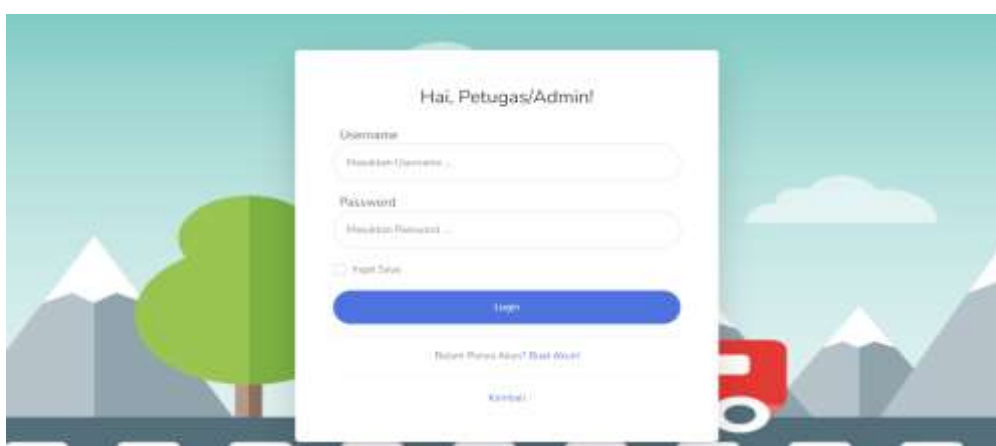 Hai, Petugas/Admin!
Username
Masukkan Username ...
Password
Masukkan Password ...
Ingat Saya
Login
Belum Punya Akun? Buat Akun!
Kembali